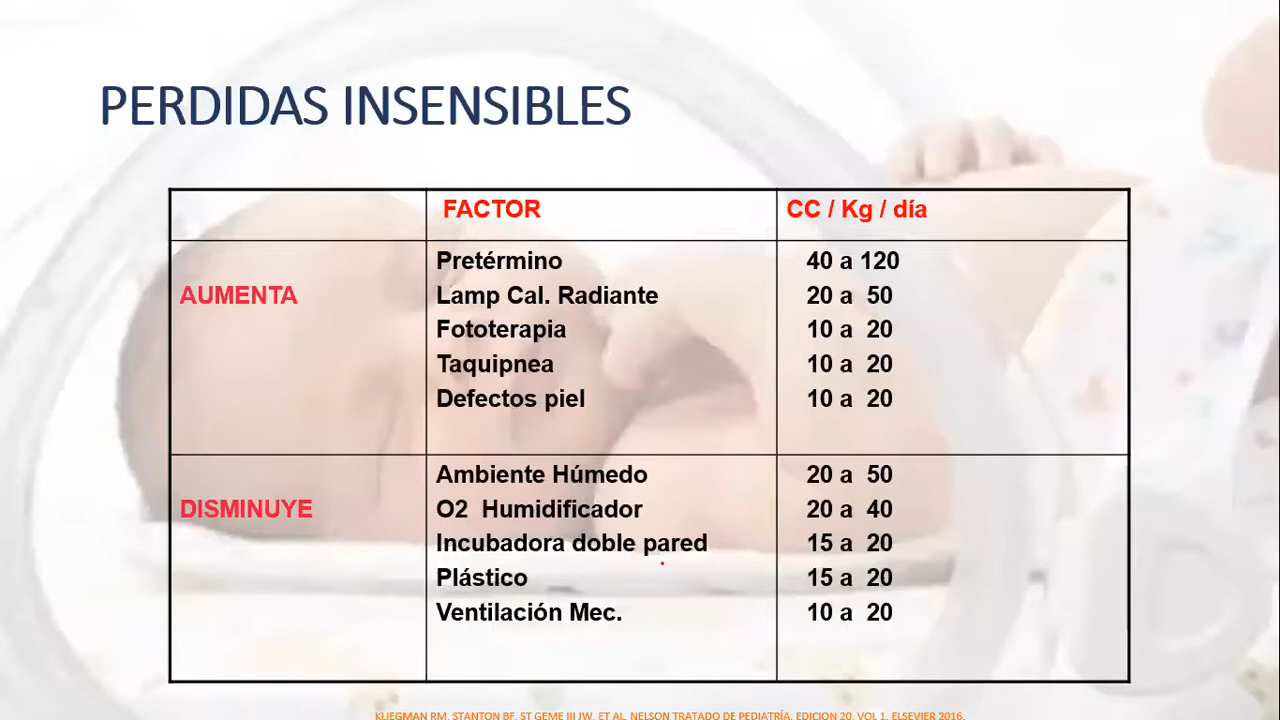 PERDIDAS INSENSIBLES
FACTOR CC / Kg / día
AUMENTA
Pretérmino 40 a 120
Lamp Cal. Radiante 20 a 50
Fototerapia 10 a 20
Taquipnea 10 a 20
Defectos piel 10 a 20
DISMINUYE
Ambiente Húmedo 20 a 50
O2 Humidificador 20 a 40
Incubadora doble pared 15 a 20
Plástico 15 a 20
Ventilación Mec. 10 a 20
KLIEGMAN RM, STANTON BF, ST GEME III JW, ET AL. NELSON TRATADO DE PEDIATRÍA. EDICION 20. VOL 1. ELSEVIER 2016.